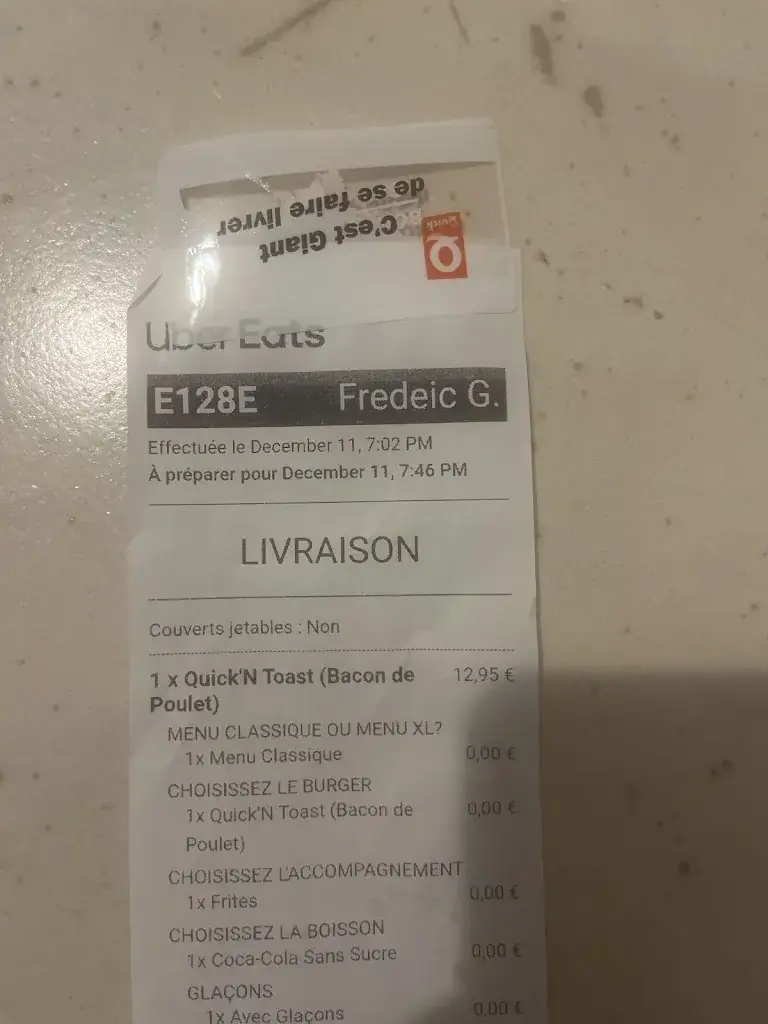 C'est Giant
de se faire livrer
Quick
Uber Eats
E128E Fredeic G.
Effectuée le December 11, 7:02 PM
À préparer pour December 11, 7:46 PM
LIVRAISON
Couverts jetables : Non
1 x Quick'N Toast (Bacon de 12,95 €
Poulet)
MENU CLASSIQUE OU MENU XL?
1x Menu Classique 0,00 €
CHOISISSEZ LE BURGER
1x Quick'N Toast (Bacon de 0,00 €
Poulet)
CHOISISSEZ L'ACCOMPAGNEMENT
1x Frites 0,00 €
CHOISISSEZ LA BOISSON
1x Coca-Cola Sans Sucre 0,00 €
GLAÇONS
1x Avec Glaçons 0,00 €